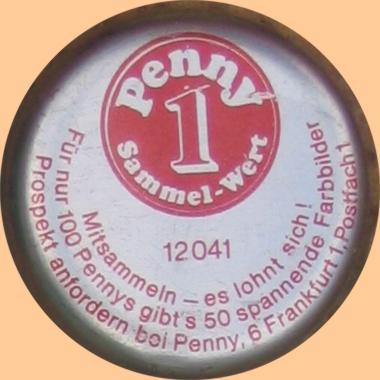 Penny
1
Sammel-Wert
12041
Mitsammeln – es lohnt sich!
Für nur 100 Pennys gibt's 50 spannende Farbbilder
Prospekt anfordern bei Penny, 6 Frankfurt 1, Postfach 1